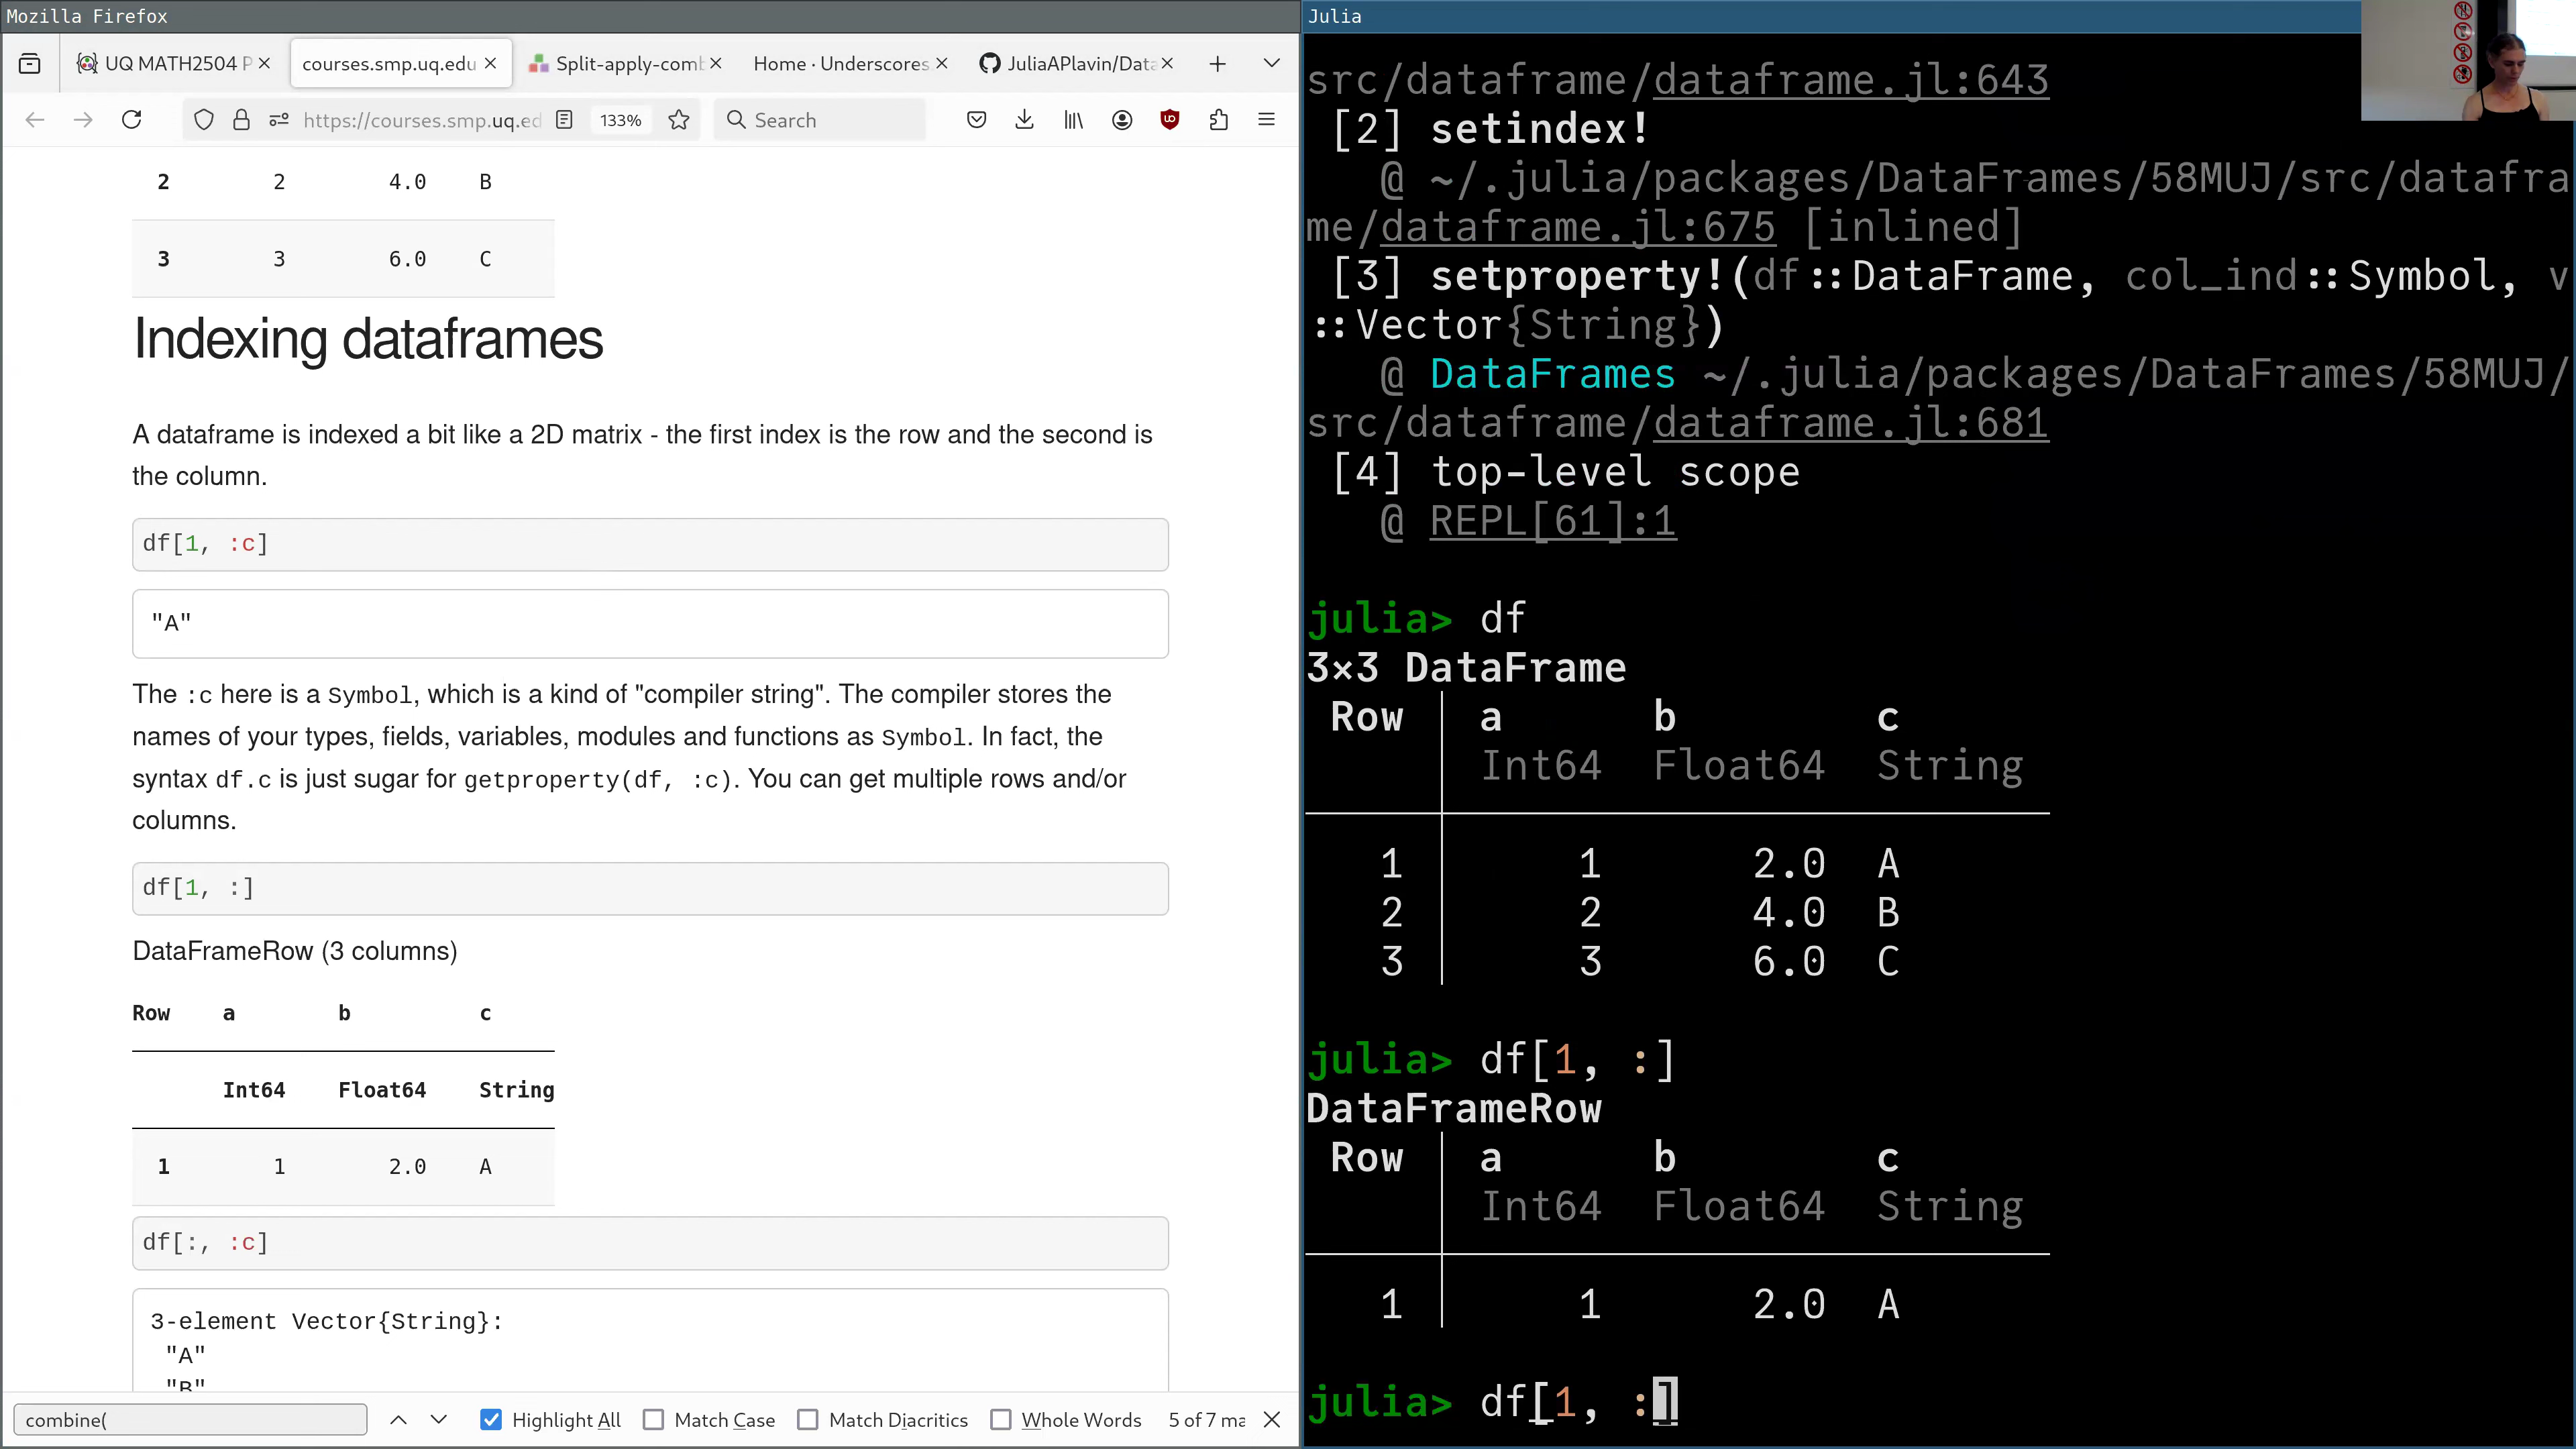 Mozilla Firefox
UQ MATH2504 P
courses.smp.uq.edu
Split-apply-comb
Home · Underscores.
JuliaAPlavin/Data
https://courses.smp.uq.ed
133%
Search
2 2 4.0 B
3 3 6.0 C
Indexing dataframes
A dataframe is indexed a bit like a 2D matrix - the first index is the row and the second is
the column.
df[1, :c]
"A"
The :c here is a Symbol, which is a kind of "compiler string". The compiler stores the
names of your types, fields, variables, modules and functions as Symbol. In fact, the
syntax df.c is just sugar for getproperty(df, :c). You can get multiple rows and/or
columns.
df[1, :]
DataFrameRow (3 columns)
Row a b c
Int64 Float64 String
1 1 2.0 A
df[:, :c]
3-element Vector{String}:
"A"
"B"
combine(
Highlight All
Match Case
Match Diacritics
Whole Words
5 of 7 ma
Julia
src/dataframe/dataframe.jl:643
[2] setindex!
@ ~/.julia/packages/DataFrames/58MUJ/src/datafra
me/dataframe.jl:675 [inlined]
[3] setproperty!(df::DataFrame, col_ind::Symbol, v
::Vector{String})
@ DataFrames ~/.julia/packages/DataFrames/58MUJ/
src/dataframe/dataframe.jl:681
[4] top-level scope
@ REPL[61]:1
julia> df
3×3 DataFrame
Row a b c
Int64 Float64 String
1 1 2.0 A
2 2 4.0 B
3 3 6.0 C
julia> df[1, :]
DataFrameRow
Row a b c
Int64 Float64 String
1 1 2.0 A
julia> df[1, :]